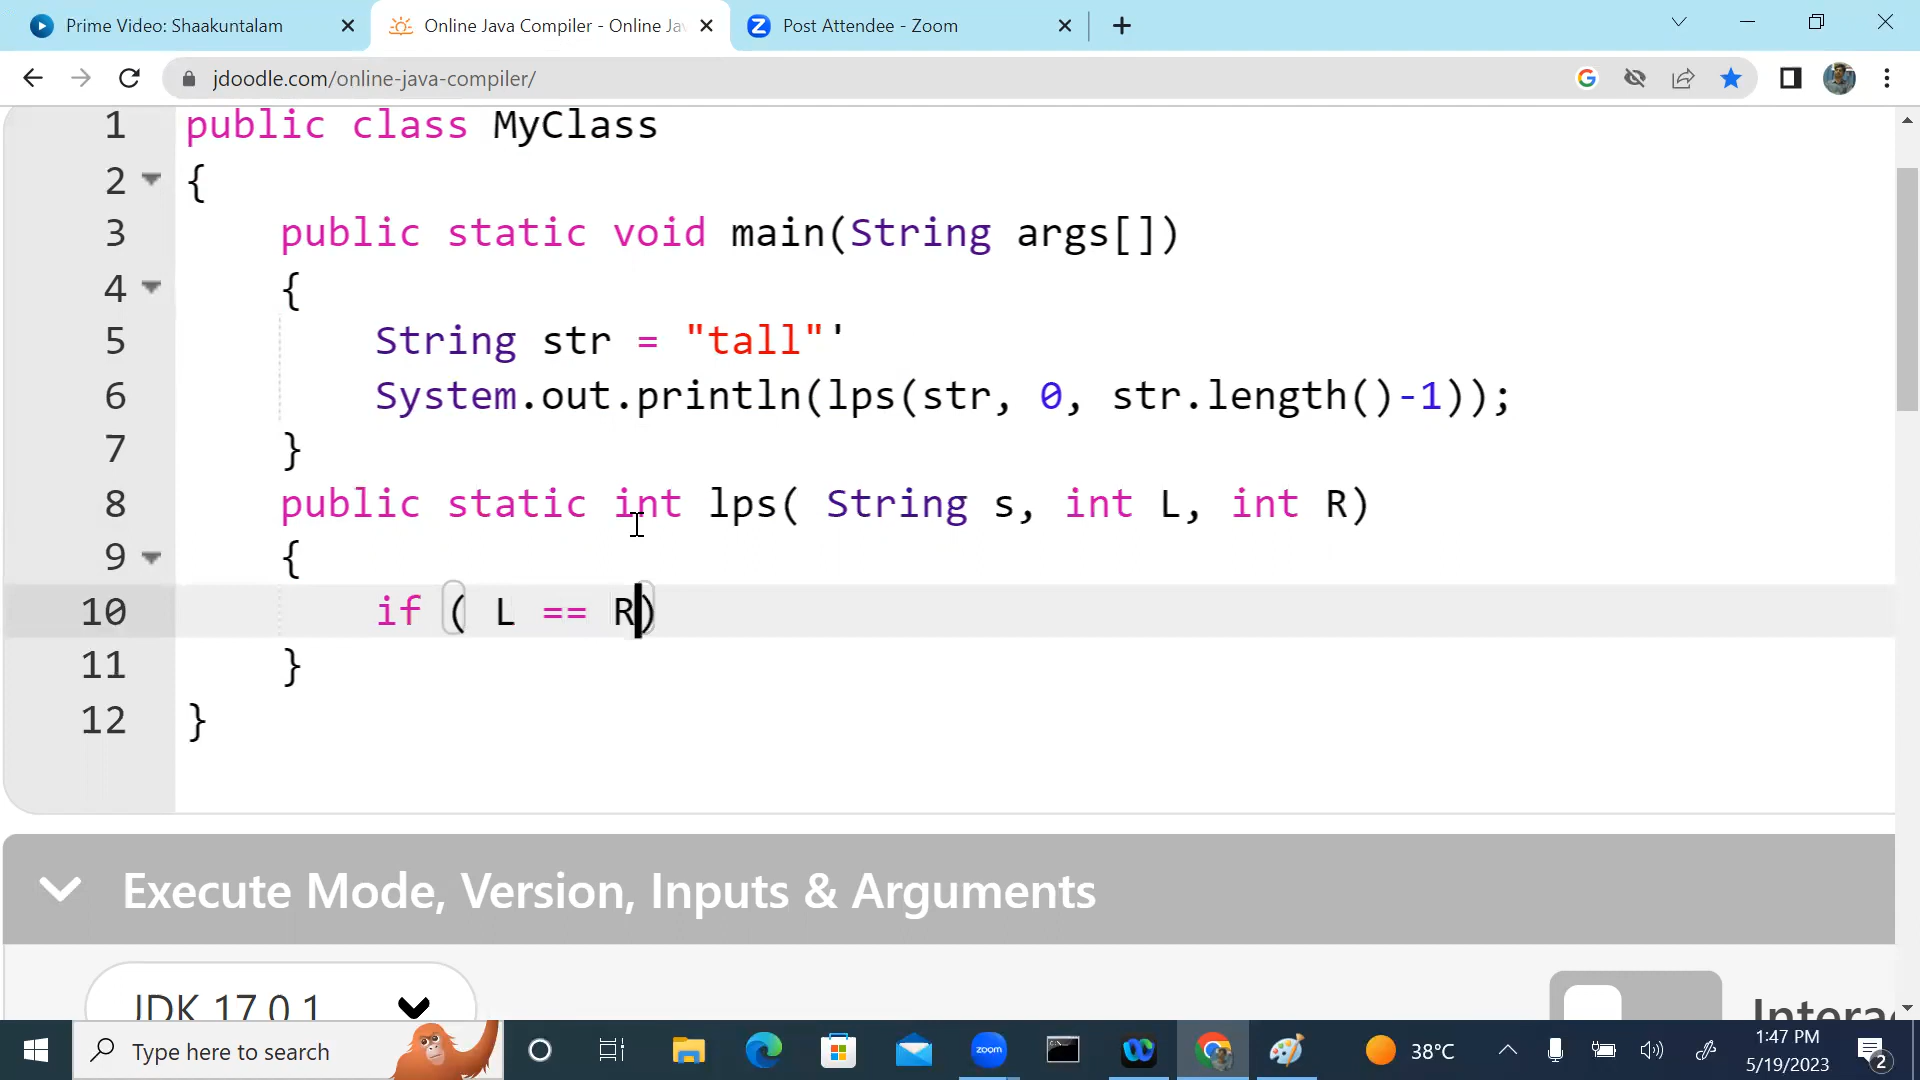 Prime Video: Shaakuntalam
Online Java Compiler - Online Jav
Post Attendee - Zoom
jdoodle.com/online-java-compiler/
1 public class MyClass
2 {
3 public static void main(String args[])
4 {
5 String str = "tall"'
6 System.out.println(lps(str, 0, str.length()-1));
7 }
8 public static int lps( String s, int L, int R)
9 {
10 if ( L == R)
11 }
12 }
Execute Mode, Version, Inputs & Arguments
JDK 17.0.1
Interac
Type here to search
zoom
38°C
1:47 PM
5/19/2023
2